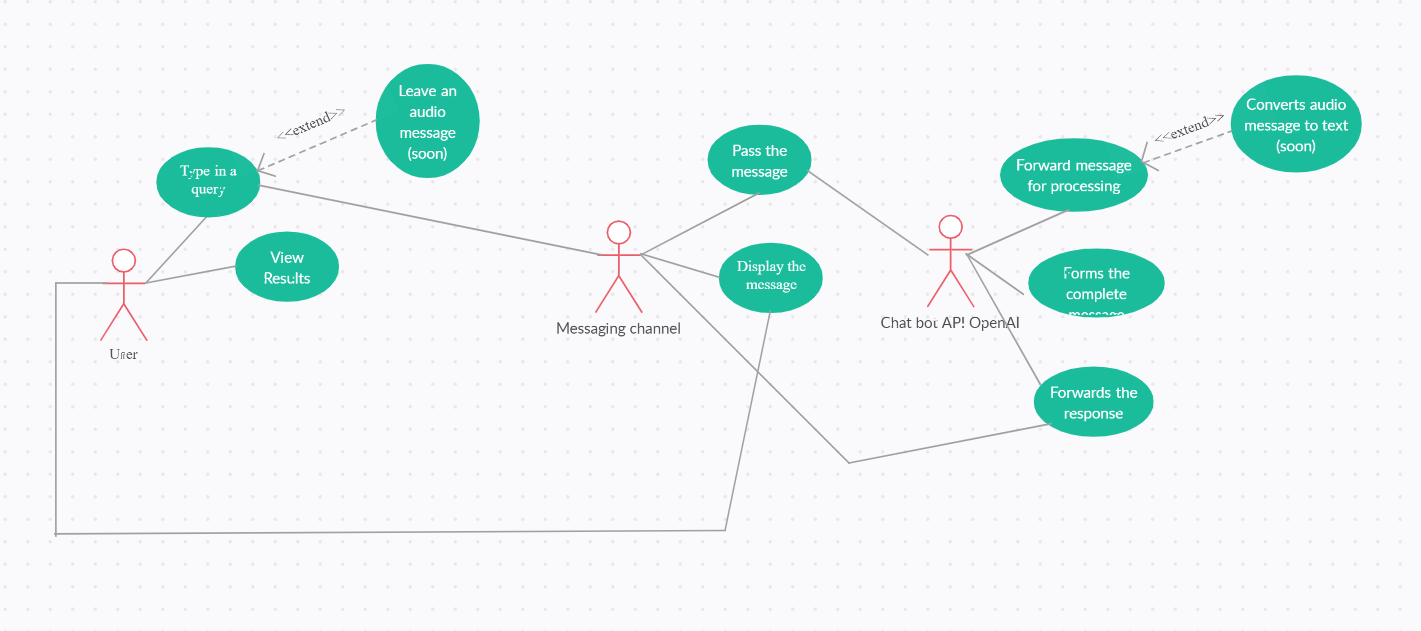 Leave an
audio
message
(soon)
<<extend>>
Type in a
query
View
Results
User
Messaging channel
Pass the
message
Display the
message
Converts audio
message to text
(soon)
<<extend>>
Forward message
for processing
Forms the
complete
message
Chat bot AP! OpenAI
Forwards the
response